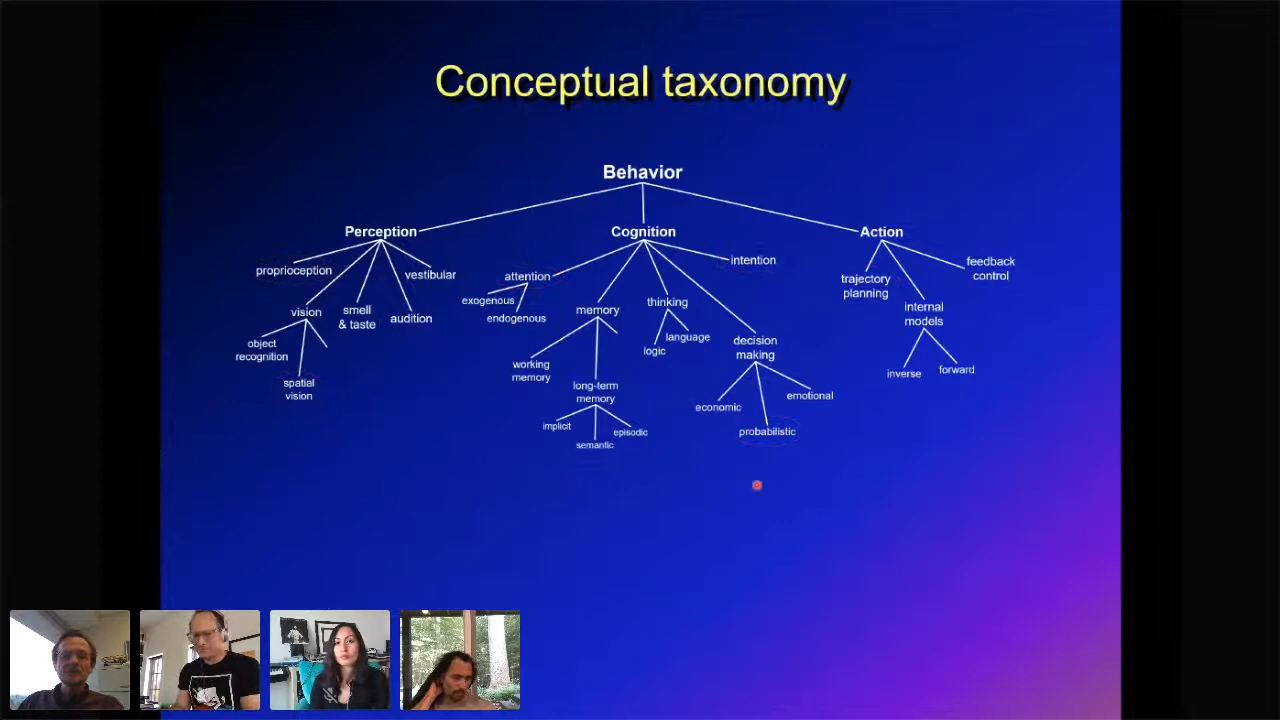 Conceptual taxonomy
Behavior
Perception
Cognition
Action
proprioception
vestibular
vision
smell
& taste
audition
object
recognition
spatial
vision
attention
intention
exogenous
endogenous
memory
thinking
logic
language
decision
making
working
memory
long-term
memory
implicit
semantic
episodic
economic
probabilistic
emotional
trajectory
planning
internal
models
feedback
control
inverse
forward